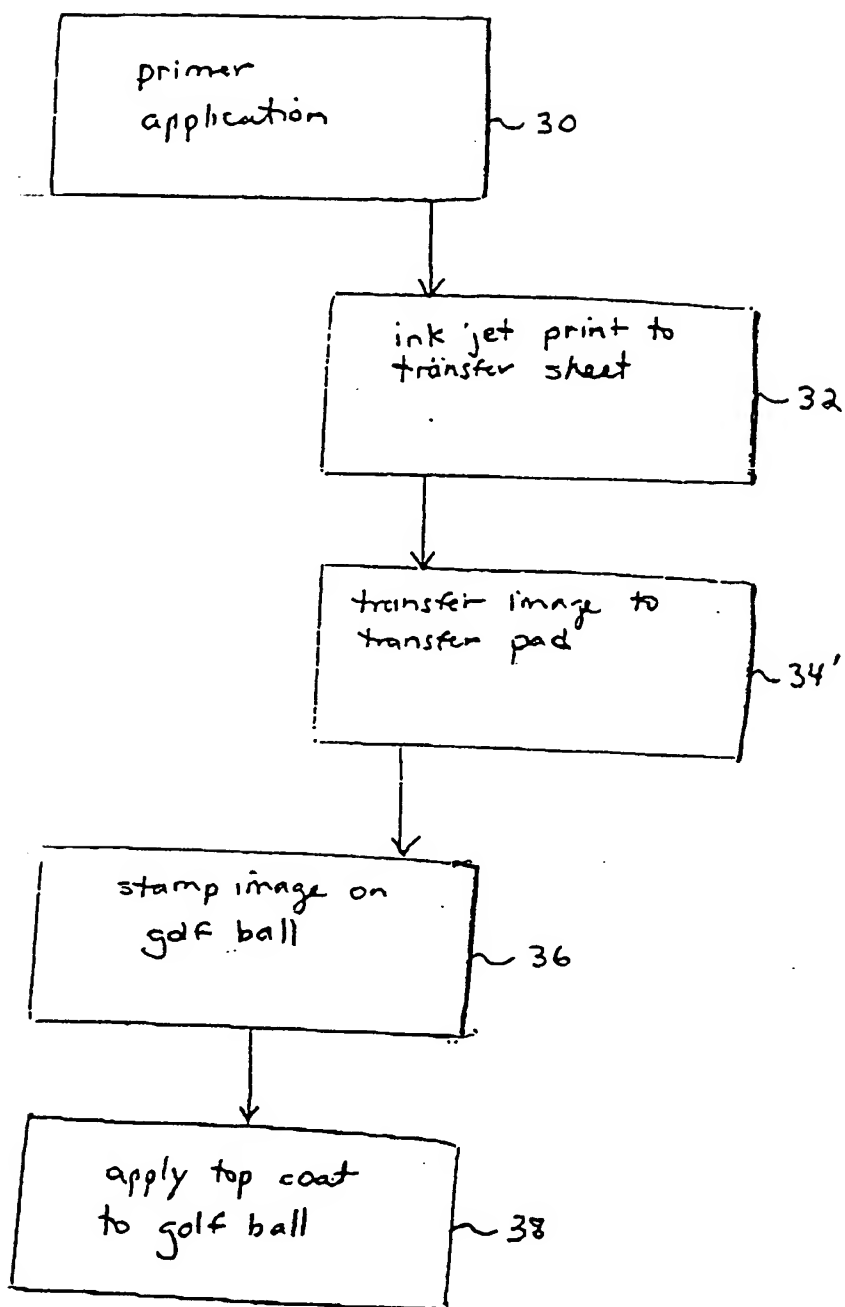 primer
application
30
ink jet print to
transfer sheet
32
transfer image to
transfer pad
34'
stamp image on
golf ball
36
apply top coat
to golf ball
38